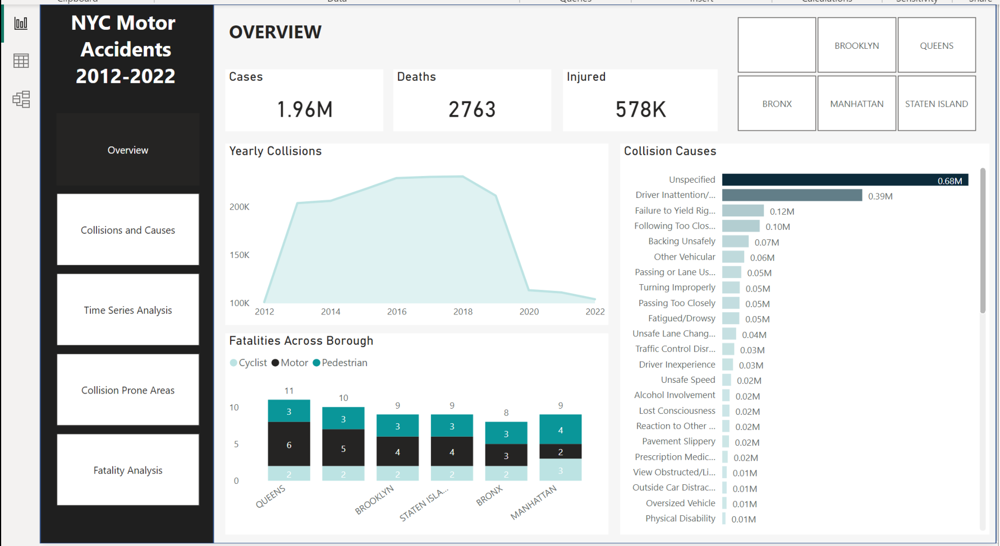 Clipboard
Data
Queries
Insert
Calculations
Sensitivity
Share
NYC Motor
Accidents
2012-2022
Overview
Collisions and Causes
Time Series Analysis
Collision Prone Areas
Fatality Analysis
OVERVIEW
Cases
1.96M
Deaths
2763
Injured
578K
BROOKLYN
QUEENS
BRONX
MANHATTAN
STATEN ISLAND
Yearly Collisions
200K
150K
100K
2012
2014
2016
2018
2020
2022
Fatalities Across Borough
Cyclist
Motor
Pedestrian
10
5
0
11
3
6
2
10
3
5
2
9
3
4
2
9
3
4
2
8
3
3
2
9
4
2
3
QUEENS
BROOKLYN
STATEN ISLA...
BRONX
MANHATTAN
Collision Causes
Unspecified 0.68M
Driver Inattention/... 0.39M
Failure to Yield Rig... 0.12M
Following Too Clos... 0.10M
Backing Unsafely 0.07M
Other Vehicular 0.06M
Passing or Lane Us... 0.05M
Turning Improperly 0.05M
Passing Too Closely 0.05M
Fatigued/Drowsy 0.05M
Unsafe Lane Chang... 0.04M
Traffic Control Disr... 0.03M
Driver Inexperience 0.03M
Unsafe Speed 0.02M
Alcohol Involvement 0.02M
Lost Consciousness 0.02M
Reaction to Other ... 0.02M
Pavement Slippery 0.02M
Prescription Medic... 0.02M
View Obstructed/Li... 0.01M
Outside Car Distrac... 0.01M
Oversized Vehicle 0.01M
Physical Disability 0.01M